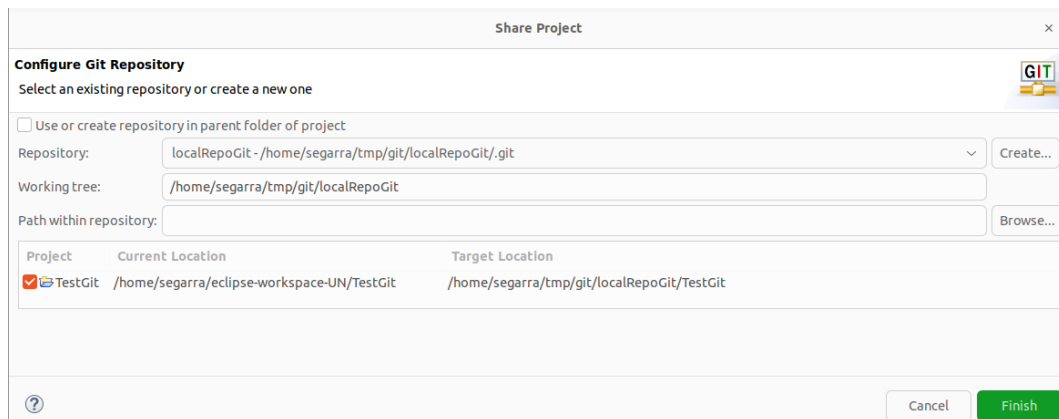 Share Project
×
Configure Git Repository
Select an existing repository or create a new one
GIT
Use or create repository in parent folder of project
Repository: localRepoGit - /home/segarra/tmp/git/localRepoGit/.git Create...
Working tree: /home/segarra/tmp/git/localRepoGit
Path within repository: Browse...
Project Current Location Target Location
TestGit /home/segarra/eclipse-workspace-UN/TestGit /home/segarra/tmp/git/localRepoGit/TestGit
? Cancel Finish